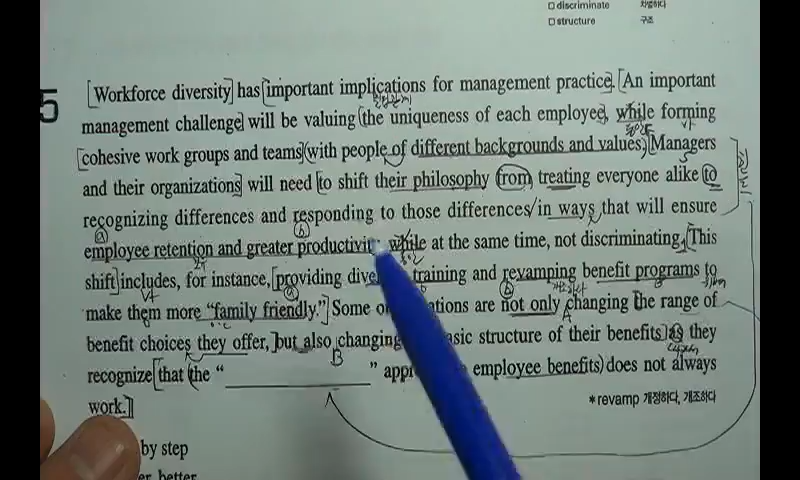 □ discriminate 차별하다
□ structure 구조
5
Workforce diversity has important implications for management practice. An important
management challenge will be valuing the uniqueness of each employee, while forming
cohesive work groups and teams with people of different backgrounds and values. Managers
and their organizations will need to shift their philosophy from treating everyone alike to
recognizing differences and responding to those differences in ways that will ensure
employee retention and greater productivit while at the same time, not discriminating. This
shift includes, for instance, providing dive training and revamping benefit programs to
make them more “family friendly.” Some o ations are not only changing the range of
benefit choices they offer, but also changing asic structure of their benefits as they
recognize that the “ ” app employee benefits does not always
work.
*revamp 개정하다, 개조하다
by step
er better